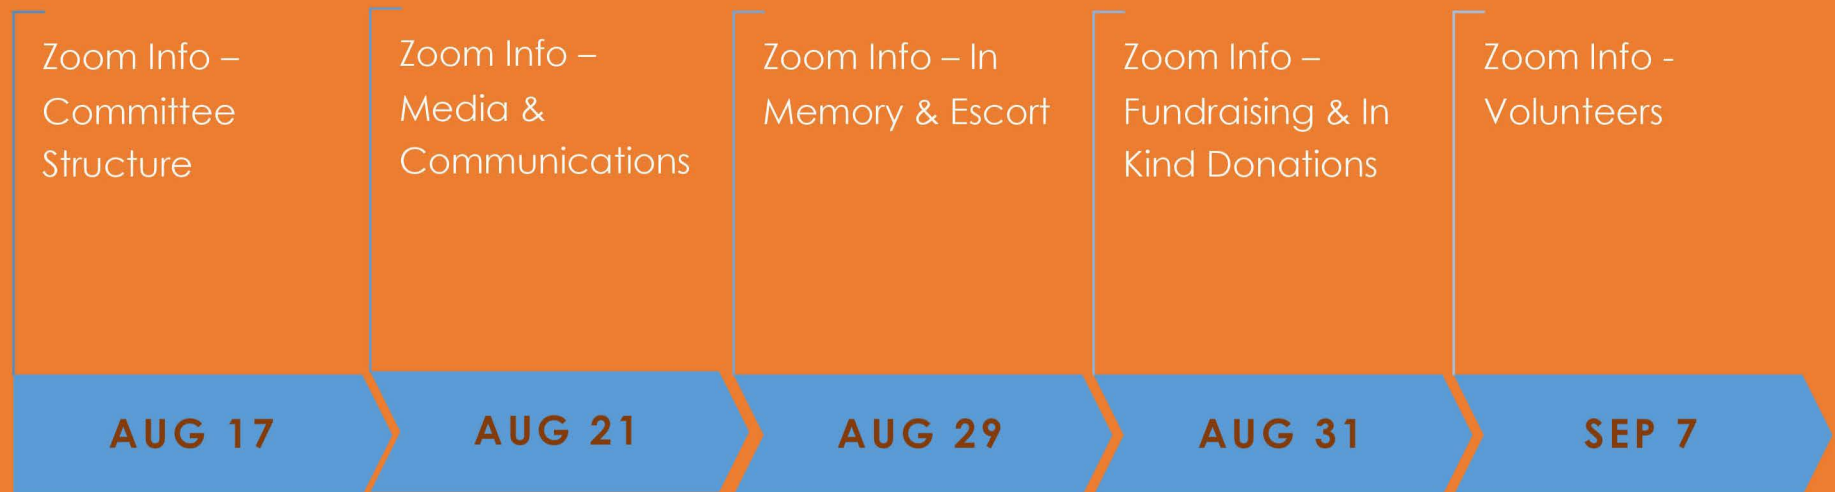 Zoom Info –
Committee
Structure
Zoom Info –
Media &
Communications
Zoom Info – In
Memory & Escort
Zoom Info –
Fundraising & In
Kind Donations
Zoom Info -
Volunteers
AUG 17
AUG 21
AUG 29
AUG 31
SEP 7